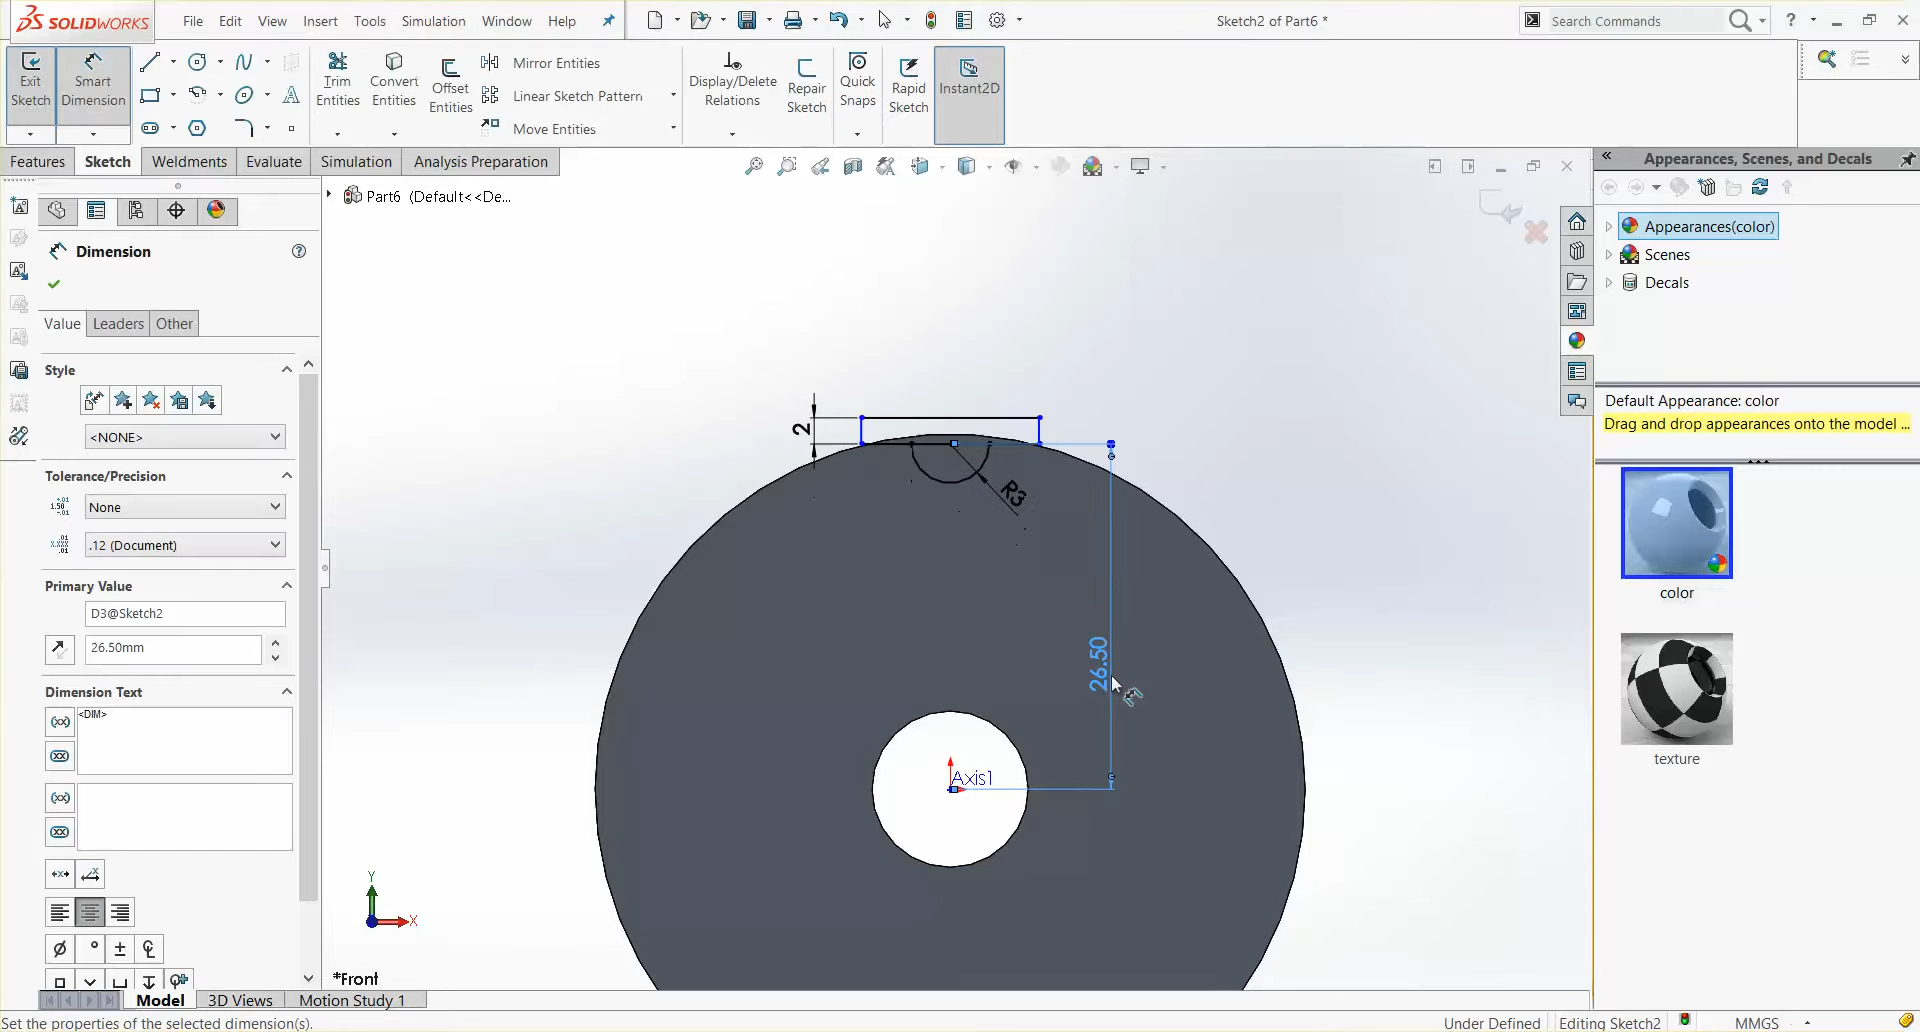 SOLIDWORKS
File Edit View Insert Tools Simulation Window Help
Sketch2 of Part6 *
Search Commands
Exit Sketch
Smart Dimension
Trim Entities
Convert Entities
Offset Entities
Mirror Entities
Linear Sketch Pattern
Move Entities
Display/Delete Relations
Repair Sketch
Quick Snaps
Rapid Sketch
Instant2D
Features Sketch Weldments Evaluate Simulation Analysis Preparation
Part6 (Default<<De...
Dimension
Value Leaders Other
Style
<NONE>
Tolerance/Precision
None
.12 (Document)
Primary Value
D3@Sketch2
26.50mm
Dimension Text
<DIM>
2
R3
26.50
Axis1
Y
X
*Front
Appearances, Scenes, and Decals
Appearances(color)
Scenes
Decals
Default Appearance: color
Drag and drop appearances onto the model ...
color
texture
Model 3D Views Motion Study 1
Set the properties of the selected dimension(s).
Under Defined Editing Sketch2 MMGS